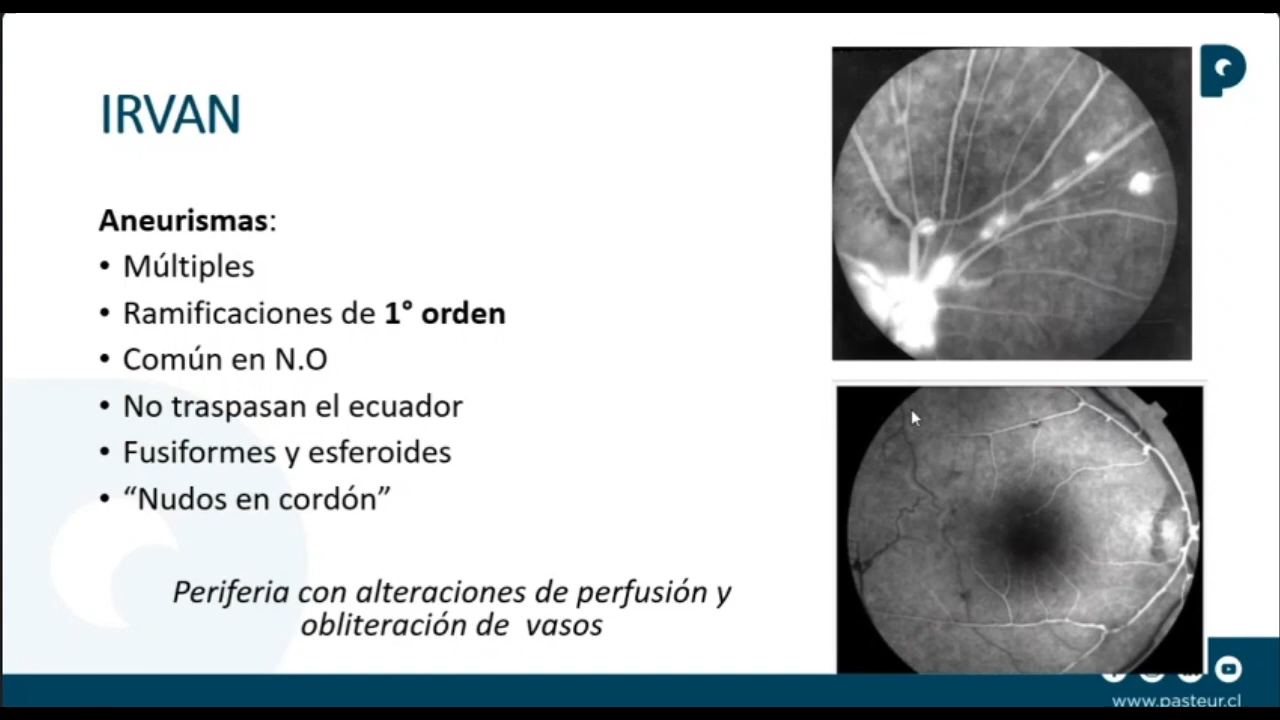 IRVAN
Aneurismas:
• Múltiples
• Ramificaciones de 1° orden
• Común en N.O
• No traspasan el ecuador
• Fusiformes y esferoides
• “Nudos en cordón”
Periferia con alteraciones de perfusión y
obliteración de vasos
www.pasteur.cl